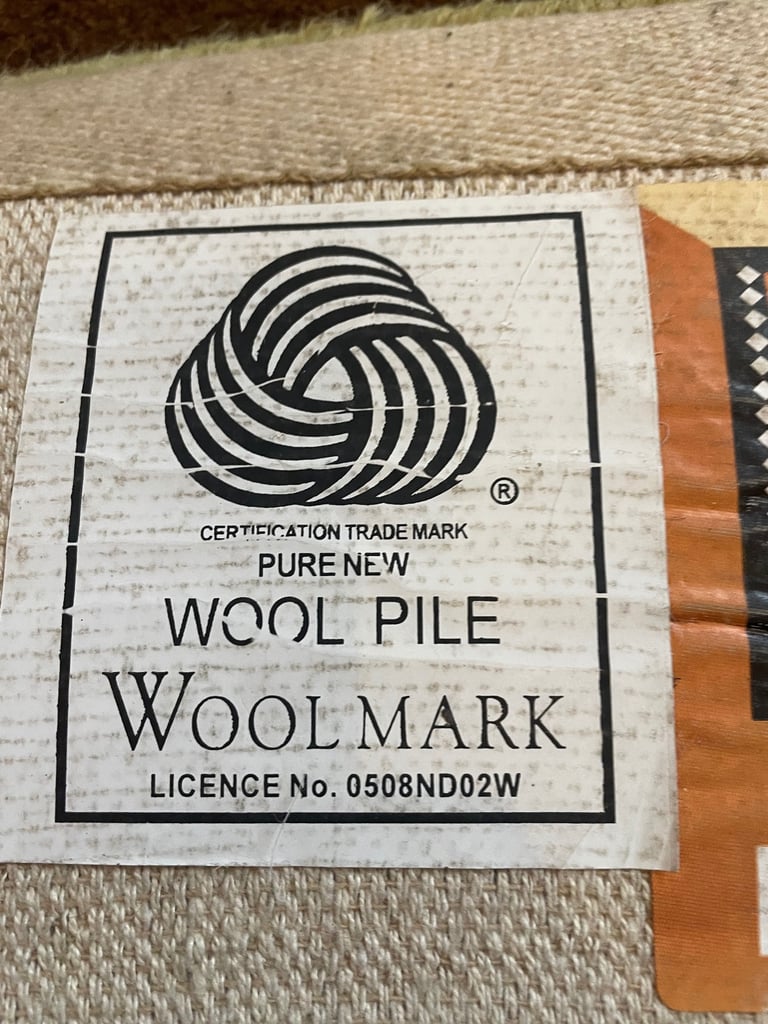 ®
CERTIFICATION TRADE MARK
PURE NEW
WOOL PILE
WOOLMARK
LICENCE No. 0508ND02W